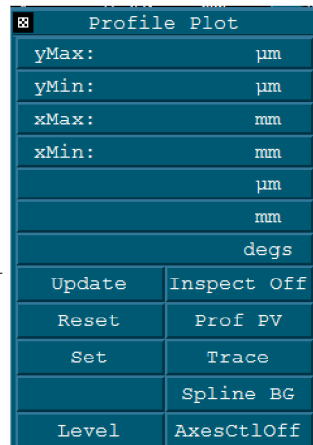 Profile Plot
yMax: µm
yMin: µm
xMax: mm
xMin: mm
µm
mm
degs
Update Inspect Off
Reset Prof PV
Set Trace
Spline BG
Level AxesCtlOff